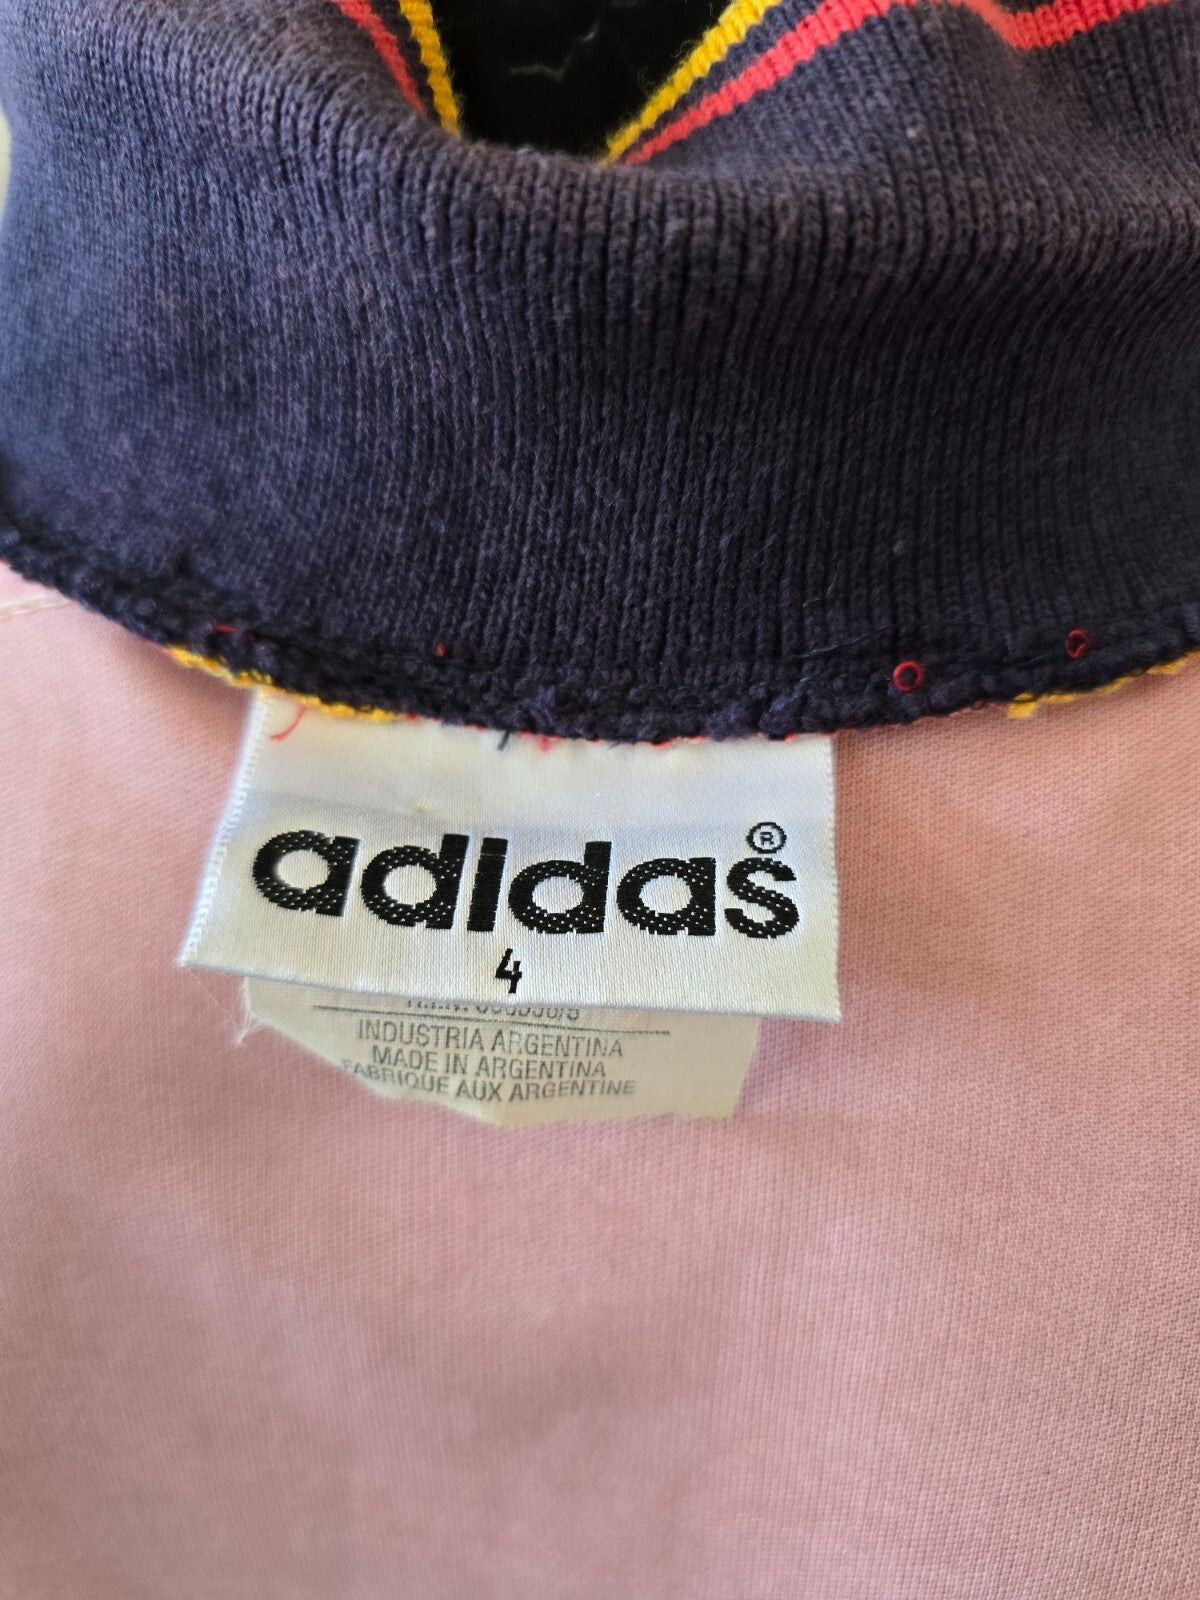 adidas®
4
INDUSTRIA ARGENTINA
MADE IN ARGENTINA
FABRIQUE AUX ARGENTINE